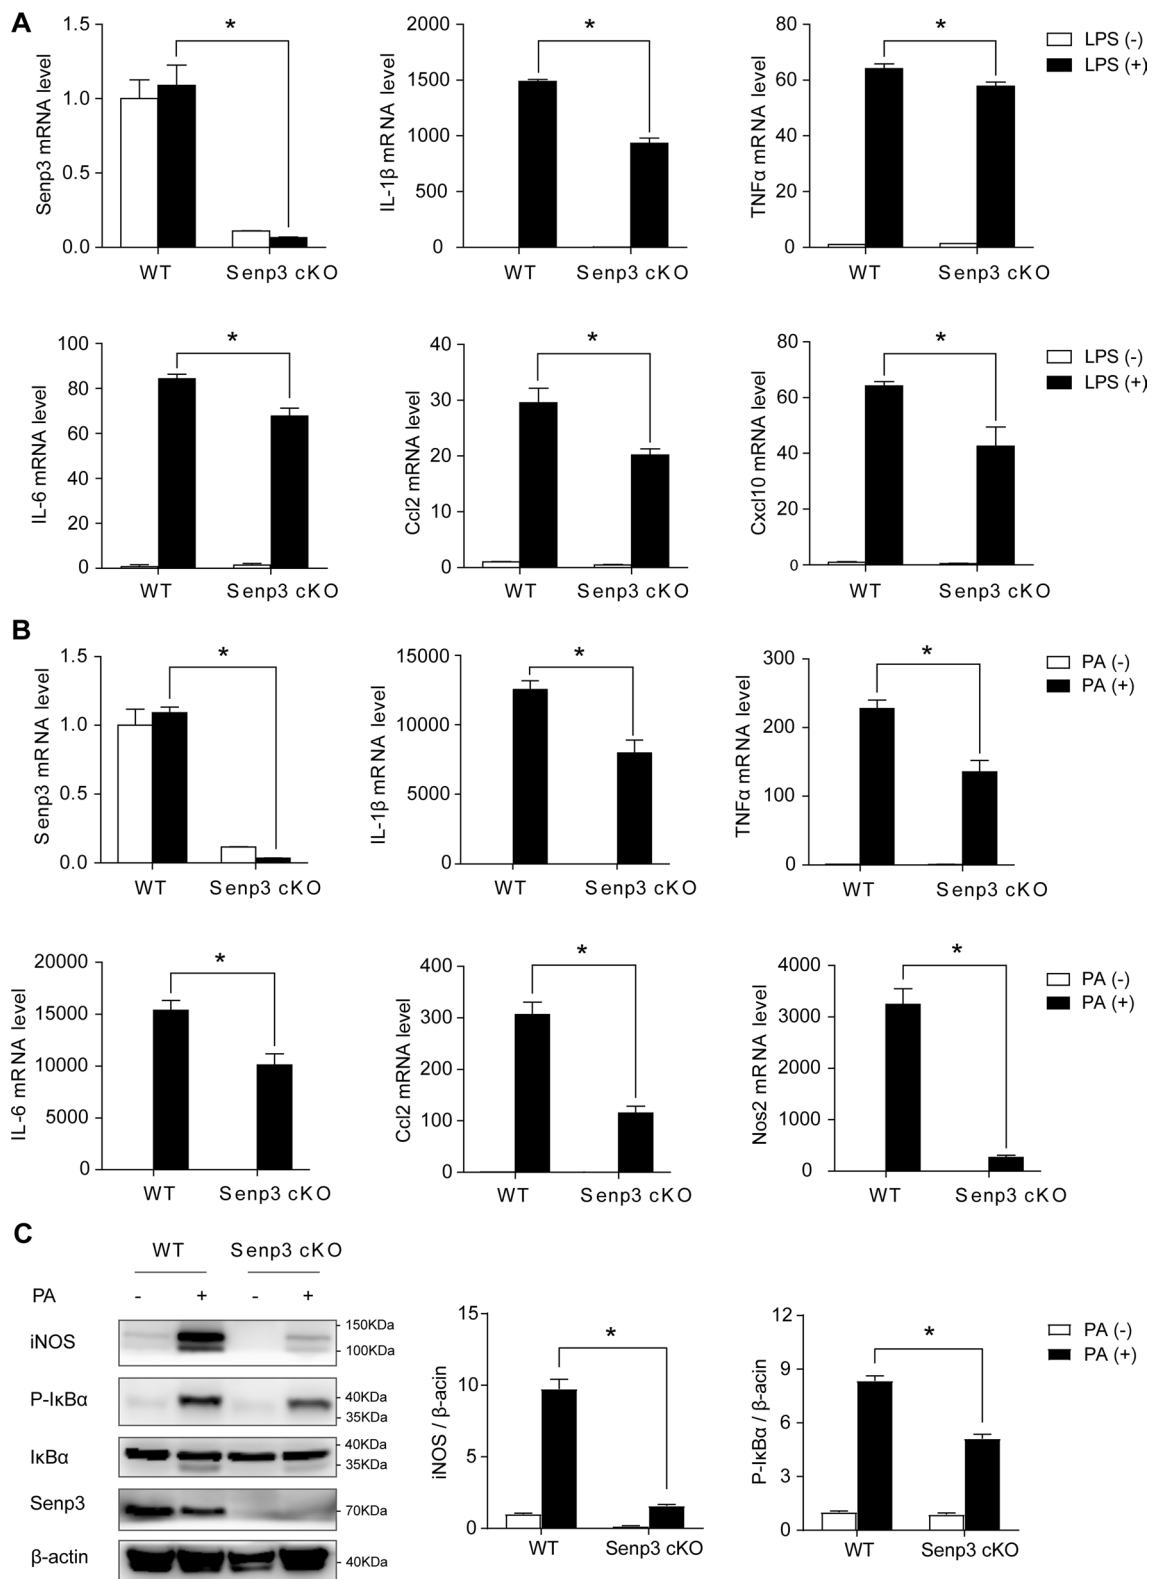 A
Senp3 mRNA level
1.5
1.0
0.5
0.0
*
WT
Senp3 cKO
IL-1β mRNA level
2000
1500
1000
500
0
*
WT
Senp3 cKO
TNFα mRNA level
80
60
40
20
0
*
WT
Senp3 cKO
LPS (-)
LPS (+)
IL-6 mRNA level
100
80
60
40
20
0
*
WT
Senp3 cKO
Ccl2 mRNA level
40
30
20
10
0
*
WT
Senp3 cKO
Cxcl10 mRNA level
80
60
40
20
0
*
WT
Senp3 cKO
LPS (-)
LPS (+)
B
Senp3 mRNA level
1.5
1.0
0.5
0.0
*
WT
Senp3 cKO
IL-1β mRNA level
15000
10000
5000
0
*
WT
Senp3 cKO
TNFα mRNA level
300
200
100
0
*
WT
Senp3 cKO
PA (-)
PA (+)
IL-6 mRNA level
20000
15000
10000
5000
0
*
WT
Senp3 cKO
Ccl2 mRNA level
400
300
200
100
0
*
WT
Senp3 cKO
Nos2 mRNA level
4000
3000
2000
1000
0
*
WT
Senp3 cKO
PA (-)
PA (+)
C
WT Senp3 cKO
PA - + - +
iNOS
150KDa
100KDa
P-IκBα
40KDa
35KDa
IκBα
40KDa
35KDa
Senp3
70KDa
β-actin
40KDa
iNOS / β-acin
15
10
5
0
*
WT
Senp3 cKO
P-IκBα / β-acin
12
9
6
3
0
*
WT
Senp3 cKO
PA (-)
PA (+)